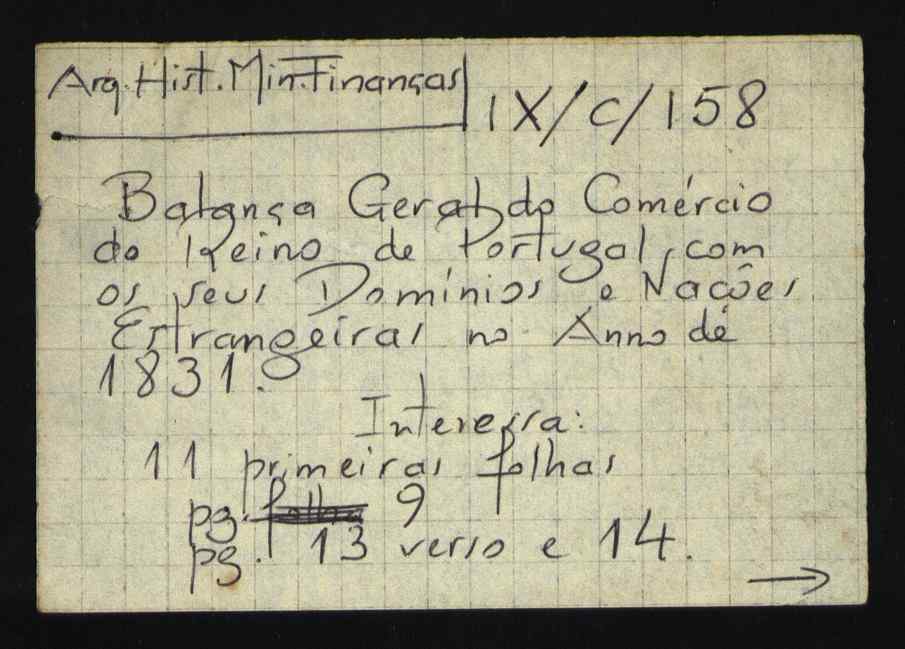 Arq. Hist. Min. Finanças IX/C/158
Balança Geral do Comércio
do Reino de Portugal, com
os seus Domínios e Nações
Estrangeiras no Anno de
1831.
Interessa:
11 primeiras folhas
pg. folha 9
pg. 13 verso e 14.
→